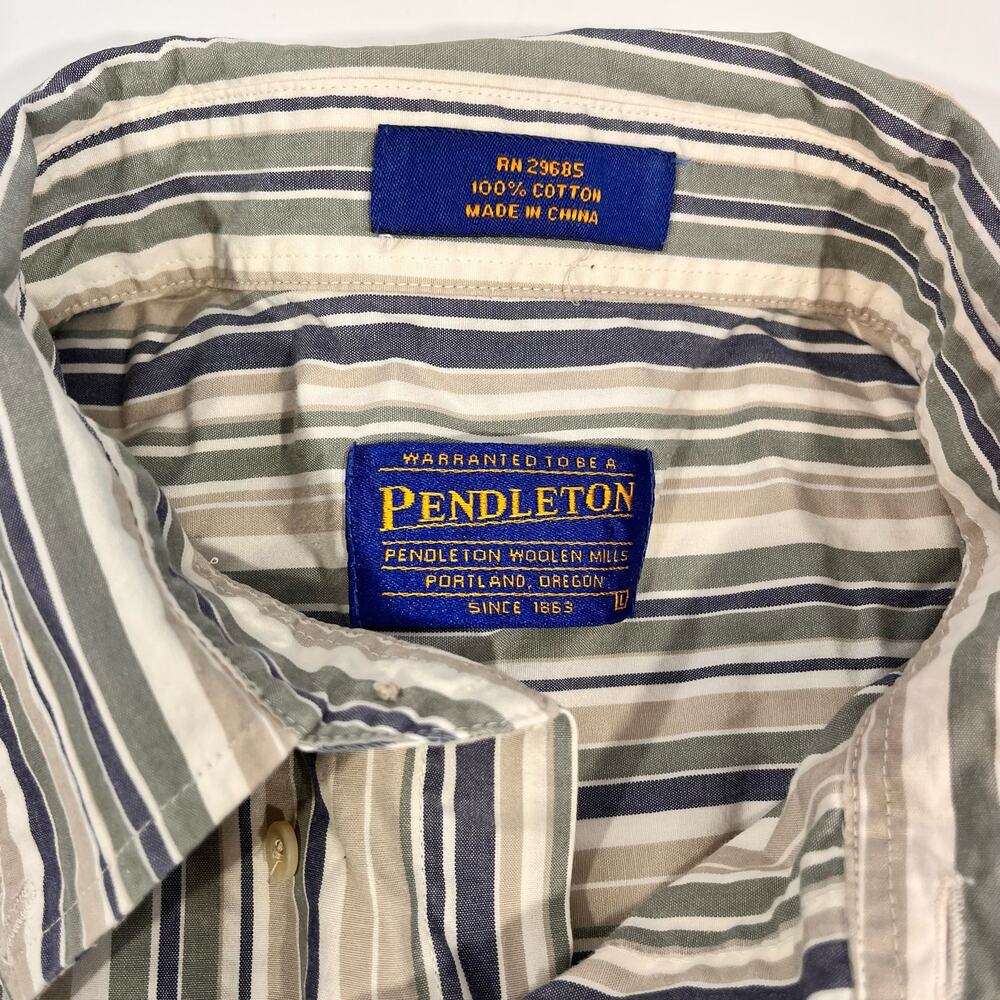 RN 29685
100% COTTON
MADE IN CHINA
WARRANTED TO BE A
PENDLETON
PENDLETON WOOLEN MILLS
PORTLAND, OREGON
SINCE 1863
L